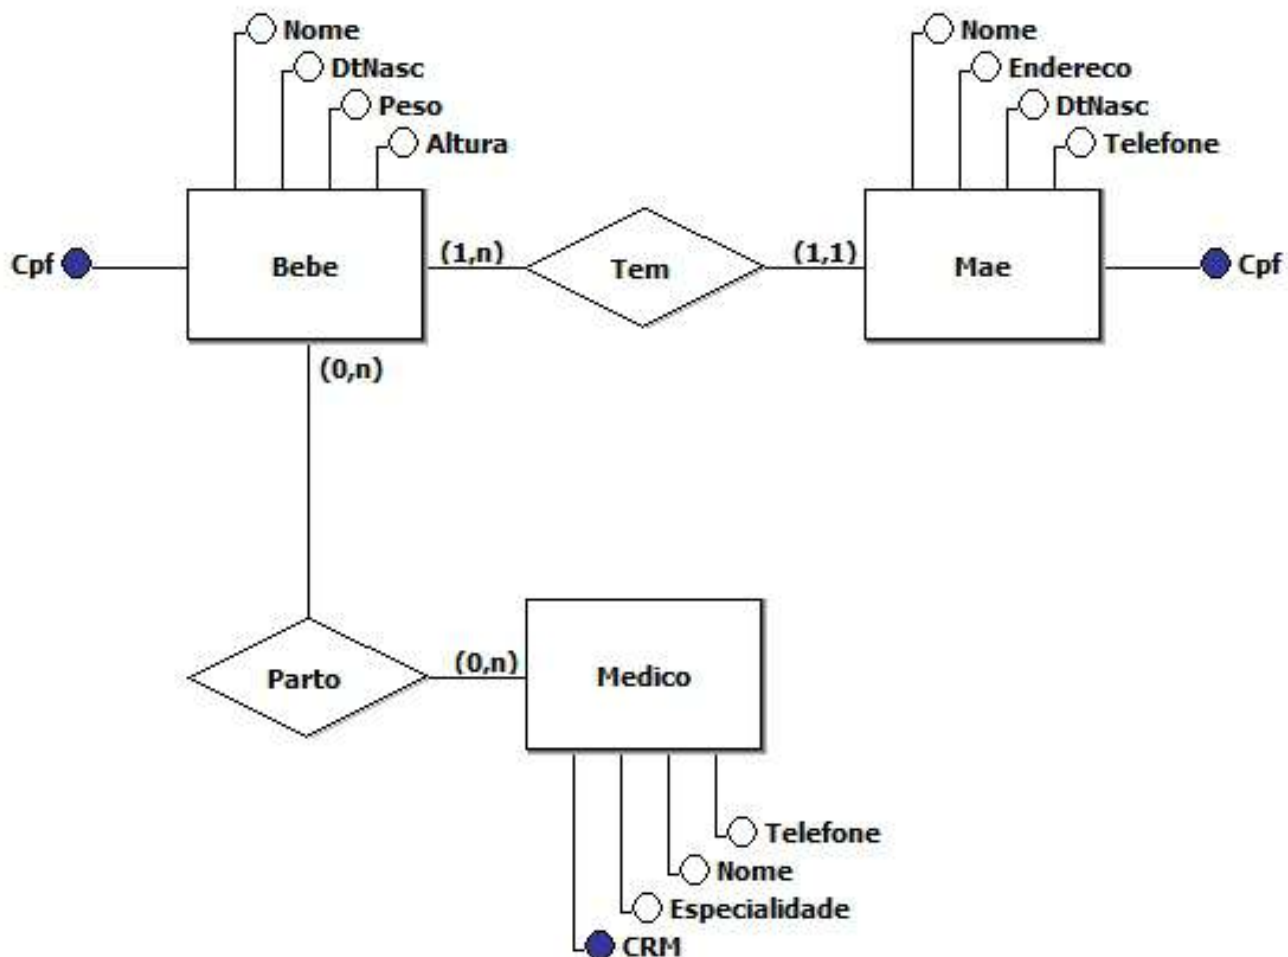 Nome
DtNasc
Peso
Altura
Nome
Endereco
DtNasc
Telefone
Cpf
Bebe
(1,n)
Tem
(1,1)
Mae
Cpf
(0,n)
Parto
(0,n)
Medico
Telefone
Nome
Especialidade
CRM